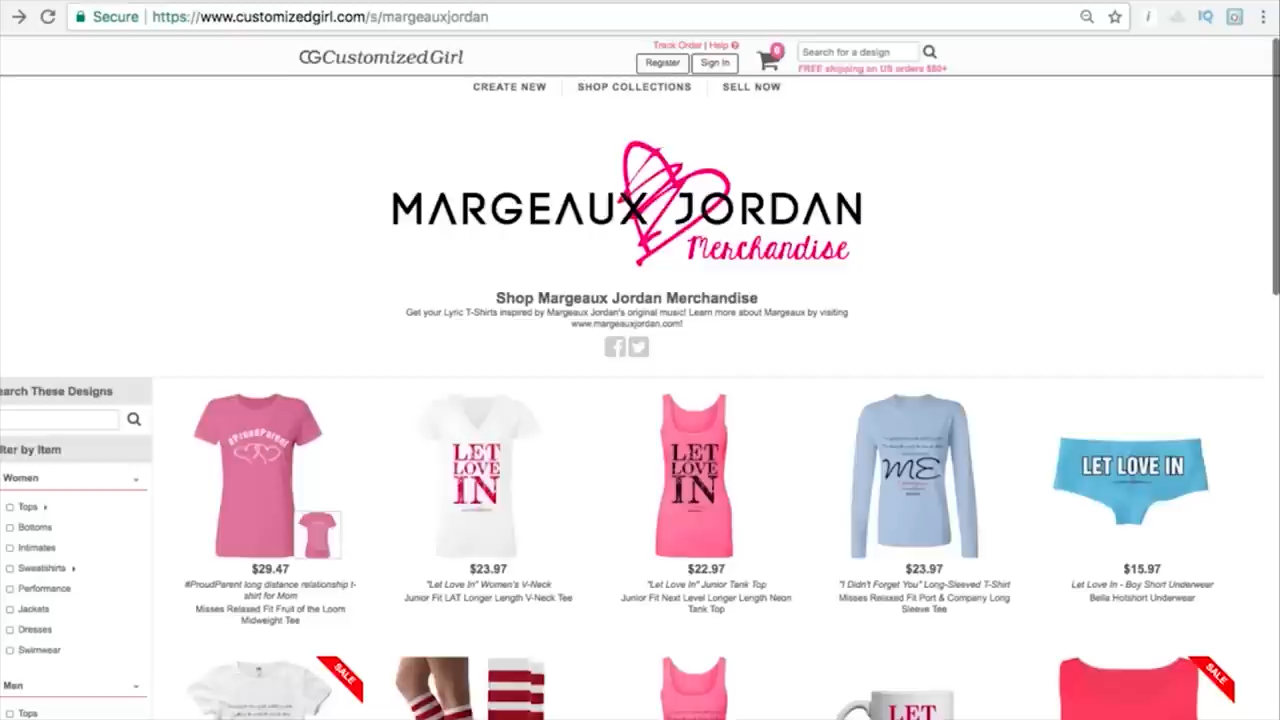 Secure https://www.customizedgirl.com/s/margeauxjordan
CG CustomizedGirl
Track Order | Help
Register
Sign In
Search for a design
FREE shipping on US orders $80+
CREATE NEW
SHOP COLLECTIONS
SELL NOW
MARGEAUX JORDAN
Merchandise
Shop Margeaux Jordan Merchandise
Get your Lyric T-Shirts inspired by Margeaux Jordan's original music! Learn more about Margeaux by visiting
www.margeauxjordan.com!
earch These Designs
lter by Item
Women
Tops
Bottoms
Intimates
Sweatshirts
Performance
Jackets
Dresses
Swimwear
Men
Tops
#ProudParent
$29.47
#ProudParent long distance relationship t-
shirt for Mom
Misses Relaxed Fit Fruit of the Loom
Midweight Tee
LET
LOVE
IN
$23.97
"Let Love In" Women's V-Neck
Junior Fit LAT Longer Length V-Neck Tee
LET
LOVE
IN
$22.97
"Let Love In" Junior Tank Top
Junior Fit Next Level Longer Length Neon
Tank Top
ME
$23.97
"I Didn't Forget You" Long-Sleeved T-Shirt
Misses Relaxed Fit Port & Company Long
Sleeve Tee
LET LOVE IN
$15.97
Let Love In - Boy Short Underwear
Bella Hotshort Underwear
SALE
LET
SALE